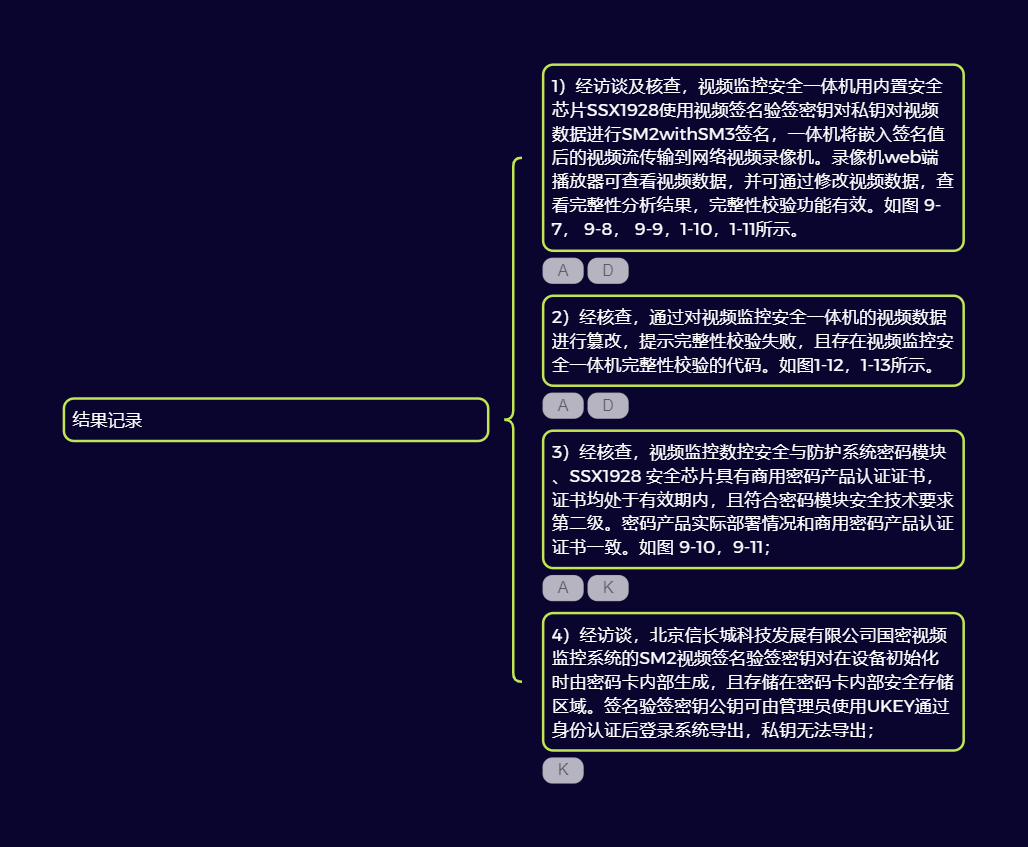 1）经访谈及核查，视频监控安全一体机用内置安全
芯片SSX1928使用视频签名验签密钥对私钥对视频
数据进行SM2withSM3签名，一体机将嵌入签名值
后的视频流传输到网络视频录像机。录像机web端
播放器可查看视频数据，并可通过修改视频数据，查
看完整性分析结果，完整性校验功能有效。如图 9-
7， 9-8， 9-9，1-10，1-11所示。
A D
2）经核查，通过对视频监控安全一体机的视频数据
进行篡改，提示完整性校验失败，且存在视频监控安
全一体机完整性校验的代码。如图1-12，1-13所示。
A D
结果记录
3）经核查，视频监控数控安全与防护系统密码模块
、SSX1928 安全芯片具有商用密码产品认证证书，
证书均处于有效期内，且符合密码模块安全技术要求
第二级。密码产品实际部署情况和商用密码产品认证
证书一致。如图 9-10，9-11；
A K
4）经访谈，北京信长城科技发展有限公司国密视频
监控系统的SM2视频签名验签密钥对在设备初始化
时由密码卡内部生成，且存储在密码卡内部安全存储
区域。签名验签密钥公钥可由管理员使用UKEY通过
身份认证后登录系统导出，私钥无法导出；
K